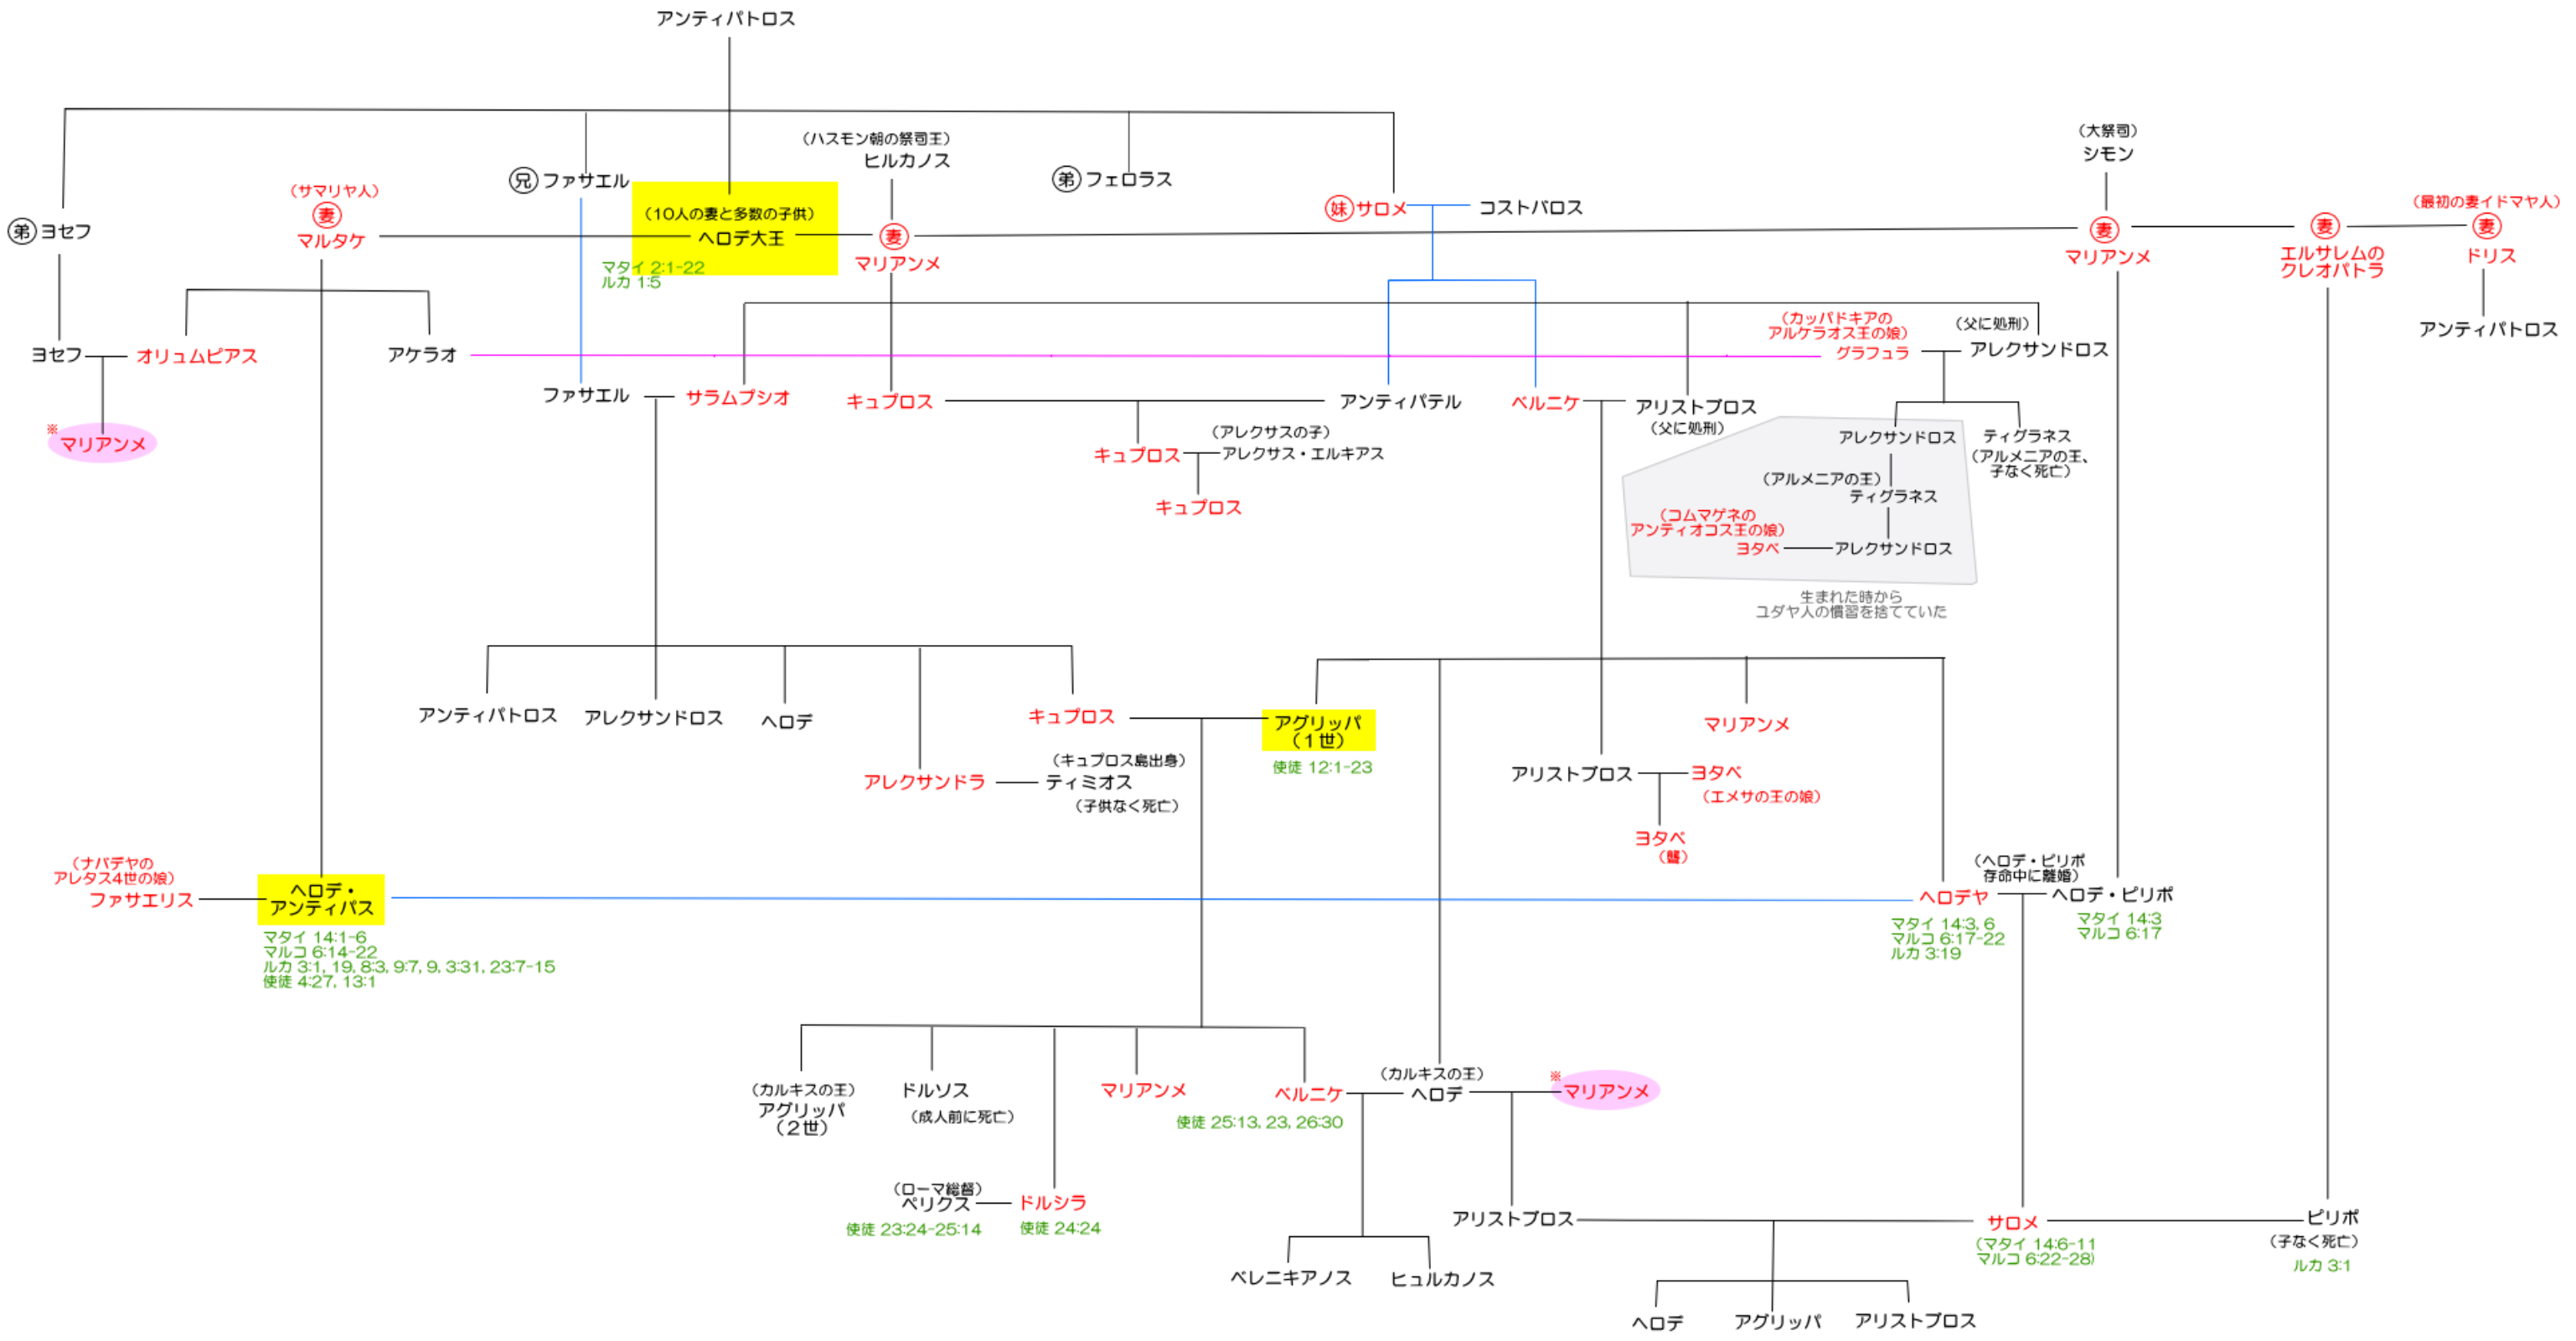 アンティパトロス
（ハスモン朝の祭司王）
ヒルカノス
（大祭司）
シモン
兄 ファサエル
弟 フェロラス
（サマリヤ人）
妻
マルタケ
（10人の妻と多数の子供）
ヘロデ大王
マタイ 2:1-22
ルカ 1:5
妻
マリアンメ
妹 サロメ
コストバロス
妻
マリアンメ
妻
エルサレムの
クレオパトラ
（最初の妻イドマヤ人）
妻
ドリス
弟 ヨセフ
アンティパトロス
ヨセフ
オリュムピアス
アケラオ
（カッパドキアの
アルケラオス王の娘）
グラフュラ
（父に処刑）
アレクサンドロス
ファサエル
サラムプシオ
キュプロス
アンティパテル
ベルニケ
アリストブロス
（父に処刑）
※
マリアンメ
キュプロス
（アレクサスの子）
アレクサス・エルキアス
キュプロス
アレクサンドロス
ティグラネス
（アルメニアの王、
子なく死亡）
（アルメニアの王）
ティグラネス
（コムマゲネの
アンティオコス王の娘）
ヨタベ
アレクサンドロス
生まれた時から
ユダヤ人の慣習を捨てていた
アンティパトロス
アレクサンドロス
ヘロデ
キュプロス
アグリッパ
（１世）
使徒 12:1-23
マリアンメ
アレクサンドラ
（キュプロス島出身）
ティミオス
（子供なく死亡）
アリストブロス
ヨタベ
（エメサの王の娘）
ヨタベ
（聾）
（ナバデヤの
アレタス4世の娘）
ファサエリス
ヘロデ・
アンティパス
マタイ 14:1-6
マルコ 6:14-22
ルカ 3:1, 19, 8:3, 9:7, 9, 3:31, 23:7-15
使徒 4:27, 13:1
ヘロデヤ
マタイ 14:3, 6
マルコ 6:17-22
ルカ 3:19
（ヘロデ・ピリポ
存命中に離婚）
ヘロデ・ピリポ
マタイ 14:3
マルコ 6:17
（カルキスの王）
アグリッパ
（２世）
ドルソス
（成人前に死亡）
マリアンメ
ベルニケ
使徒 25:13, 23, 26:30
（カルキスの王）
ヘロデ
※
マリアンメ
（ローマ総督）
ペリクス
使徒 23:24-25:14
ドルシラ
使徒 24:24
アリストブロス
サロメ
（マタイ 14:6-11
マルコ 6:22-28）
ピリポ
（子なく死亡）
ルカ 3:1
ベレニキアノス
ヒュルカノス
ヘロデ
アグリッパ
アリストブロス